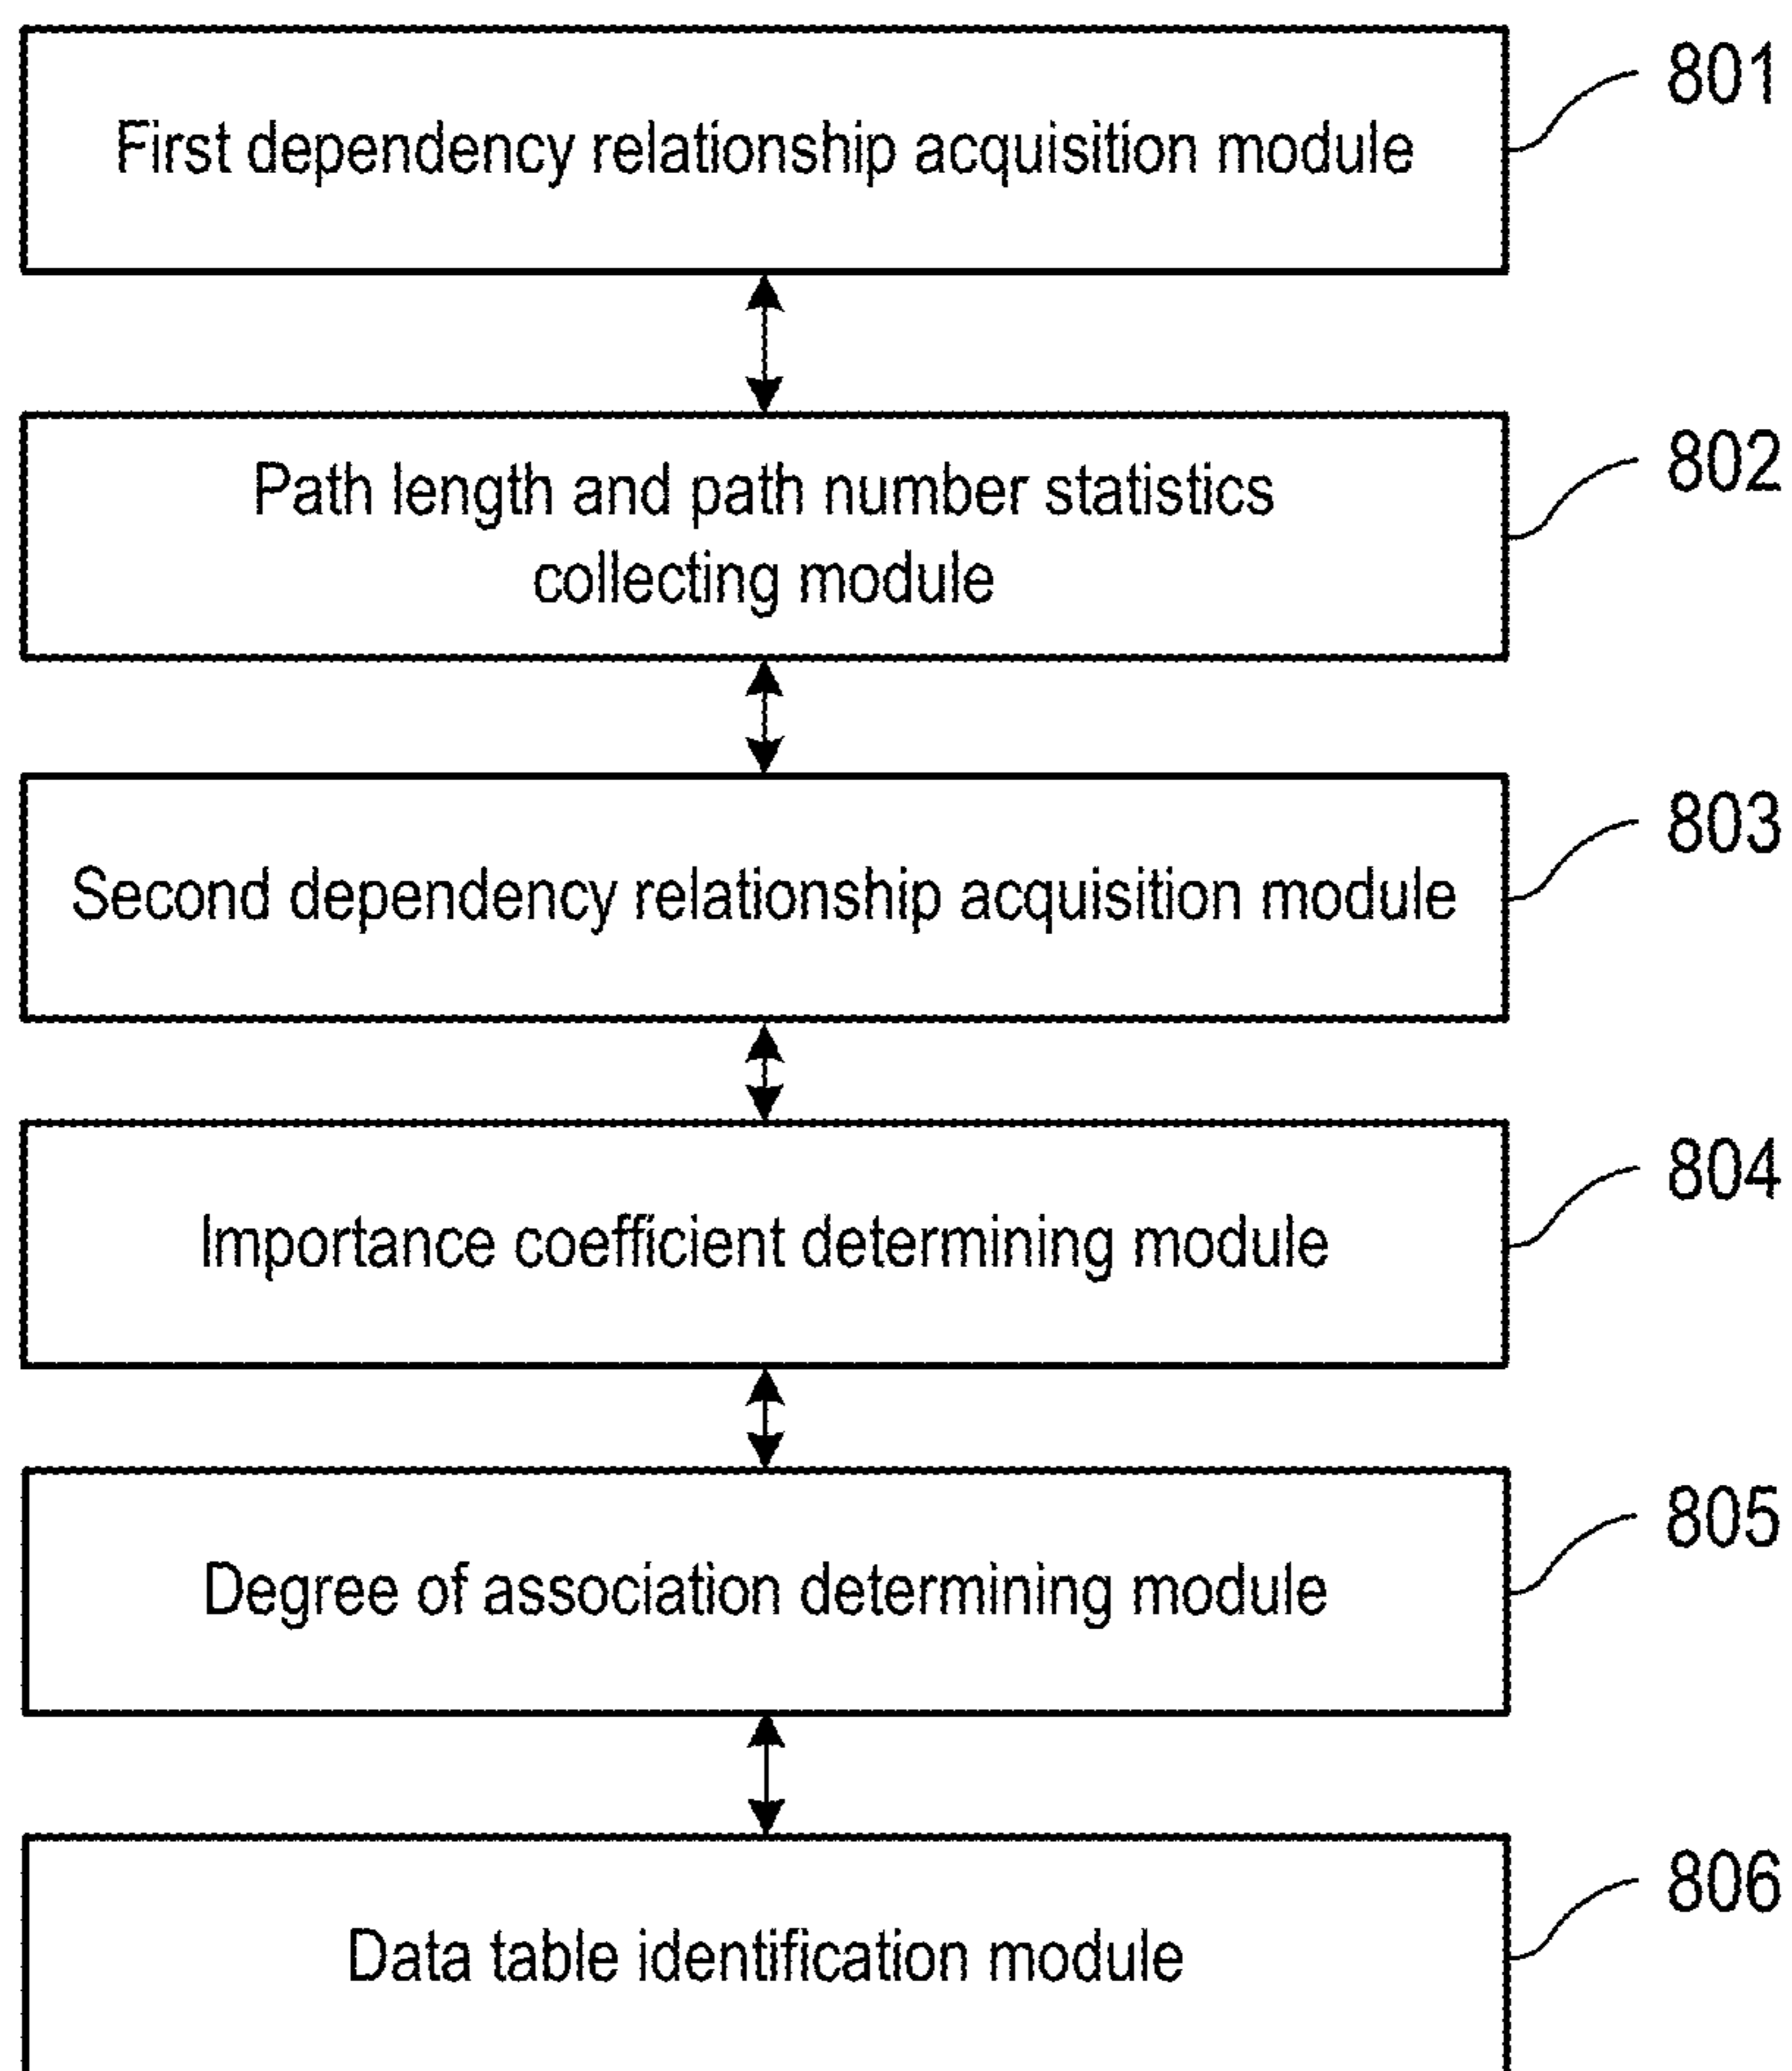 First dependency relationship acquisition module
801
Path length and path number statistics
collecting module
802
Second dependency relationship acquisition module
803
Importance coefficient determining module
804
Degree of association determining module
805
Data table identification module
806